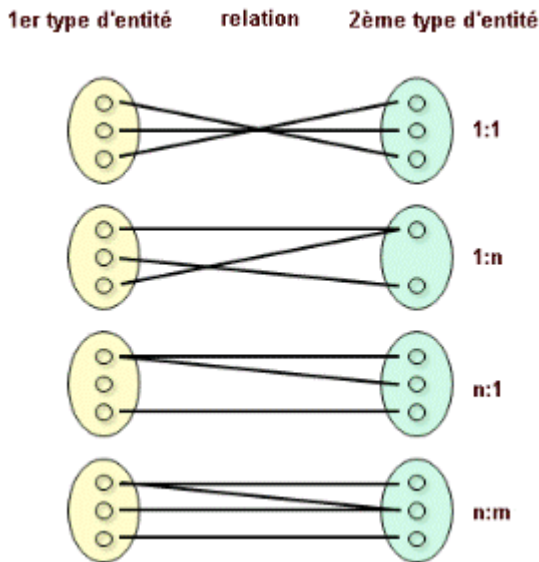 1er type d'entité relation 2ème type d'entité
1:1
1:n
n:1
n:m